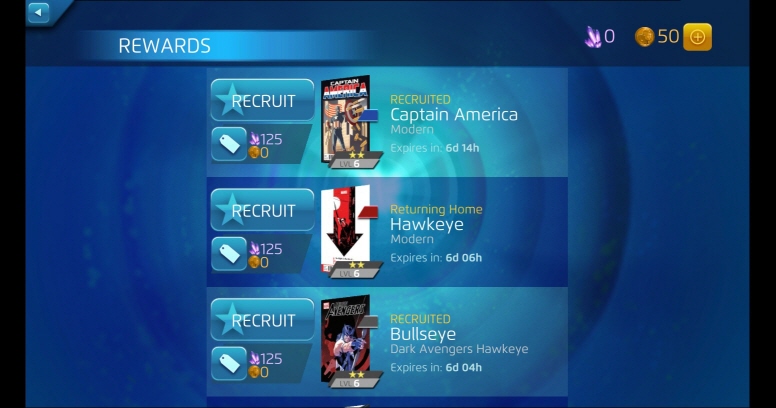 REWARDS
0
50
RECRUIT
125
0
CAPTAIN
AMERICA
LVL 6
RECRUITED
Captain America
Modern
Expires in: 6d 14h
RECRUIT
125
0
LVL 6
Returning Home
Hawkeye
Modern
Expires in: 6d 06h
RECRUIT
125
0
AVENGERS
LVL 6
RECRUITED
Bullseye
Dark Avengers Hawkeye
Expires in: 6d 04h